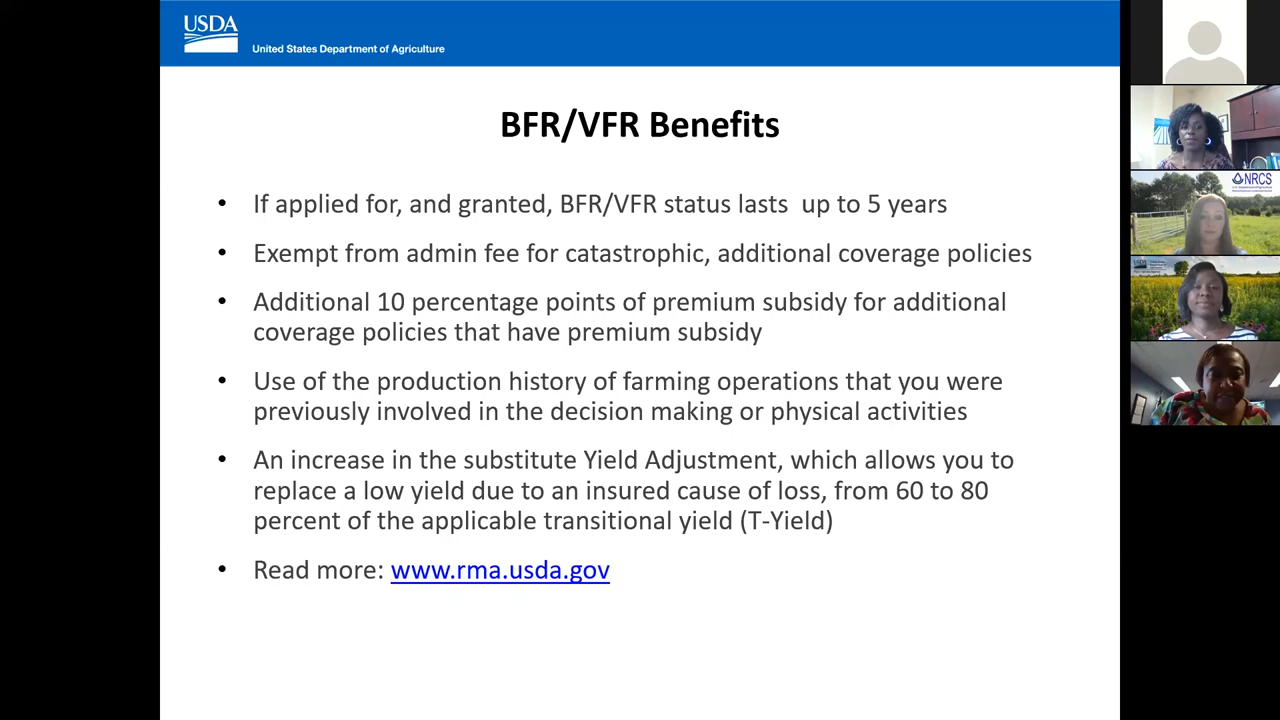 USDA
United States Department of Agriculture
BFR/VFR Benefits
• If applied for, and granted, BFR/VFR status lasts  up to 5 years
• Exempt from admin fee for catastrophic, additional coverage policies
• Additional 10 percentage points of premium subsidy for additional
coverage policies that have premium subsidy
• Use of the production history of farming operations that you were
previously involved in the decision making or physical activities
• An increase in the substitute Yield Adjustment, which allows you to
replace a low yield due to an insured cause of loss, from 60 to 80
percent of the applicable transitional yield (T-Yield)
• Read more: www.rma.usda.gov
NRCS
USDA